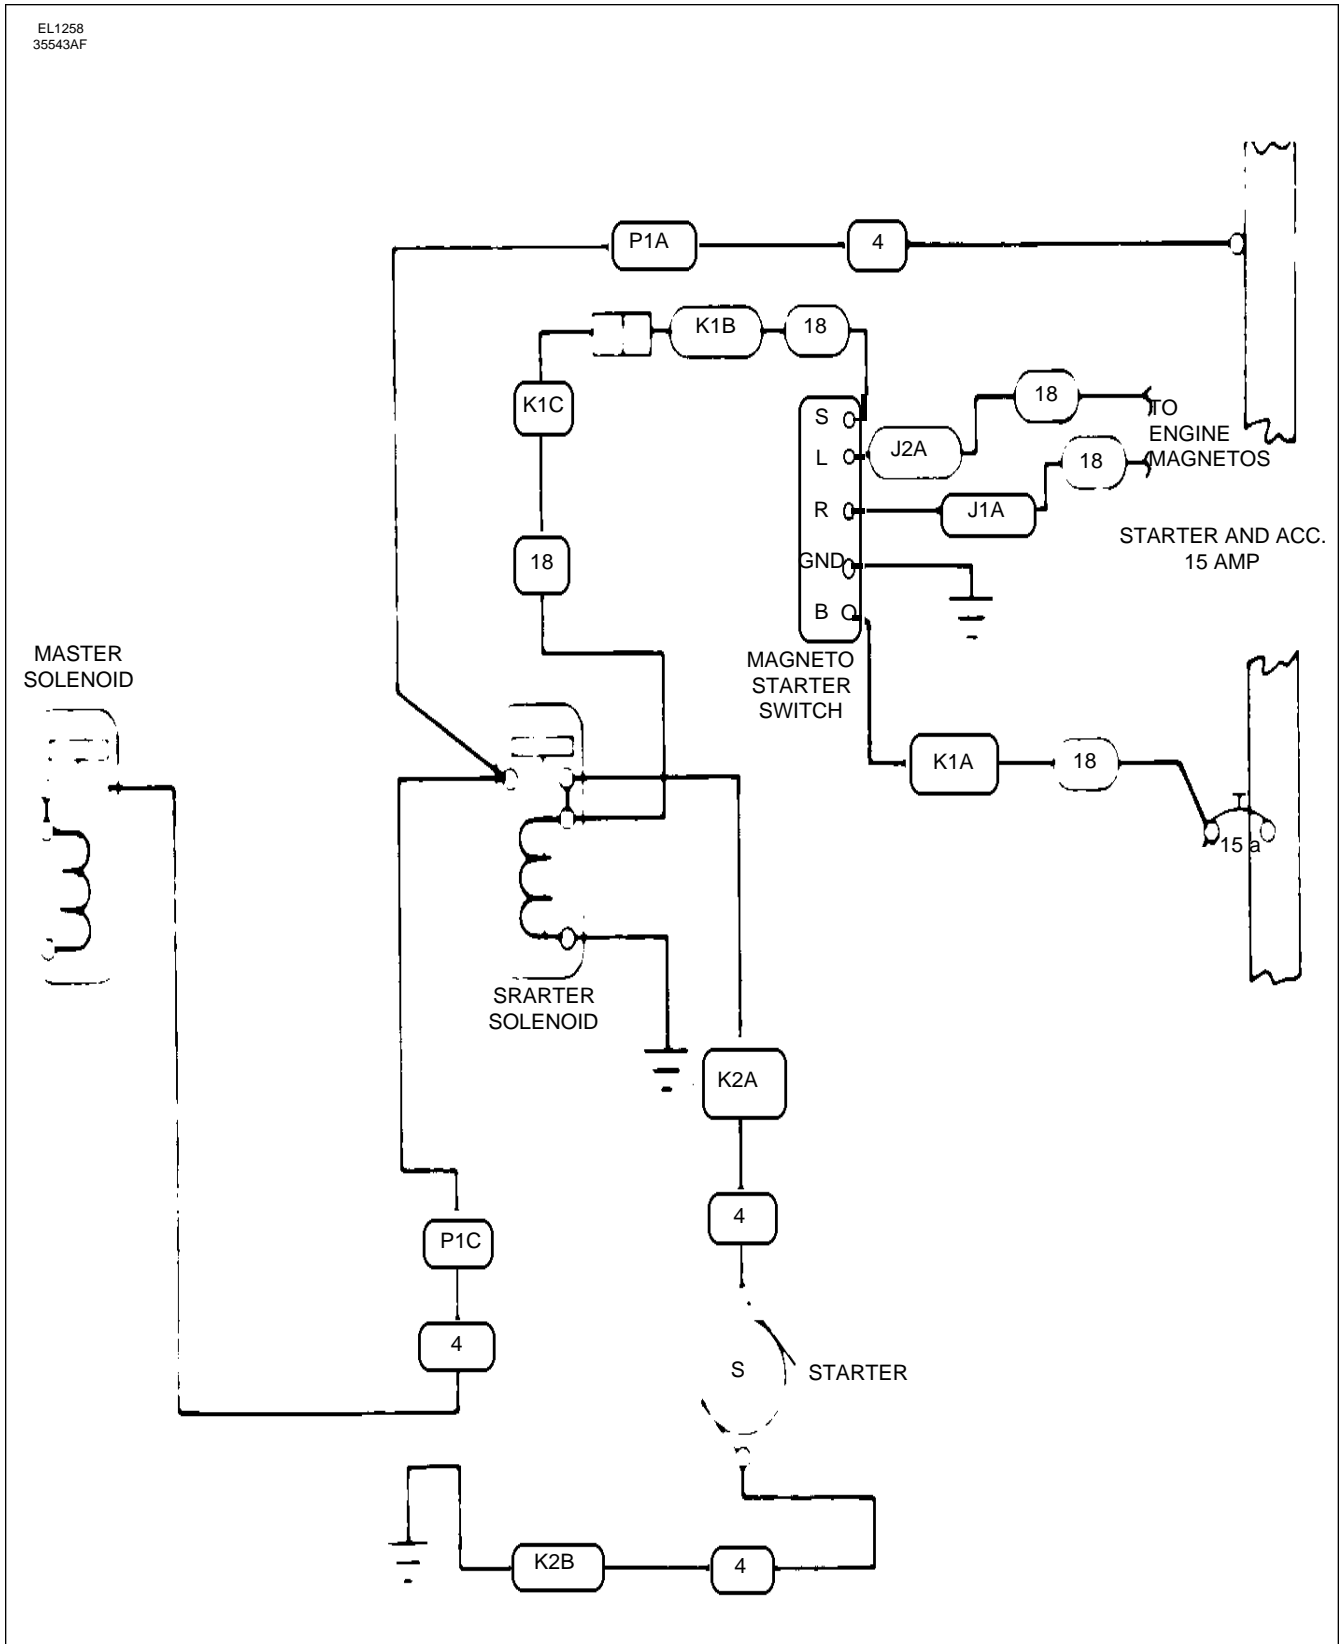 EL1258
35543AF
P1A
4
K1B
18
K1C
18
S
L
R
GND
B
J2A
18
TO
ENGINE
MAGNETOS
18
J1A
STARTER AND ACC.
15 AMP
MAGNETO
STARTER
SWITCH
MASTER
SOLENOID
K1A
18
15 a
SRARTER
SOLENOID
K2A
4
P1C
4
S
STARTER
K2B
4